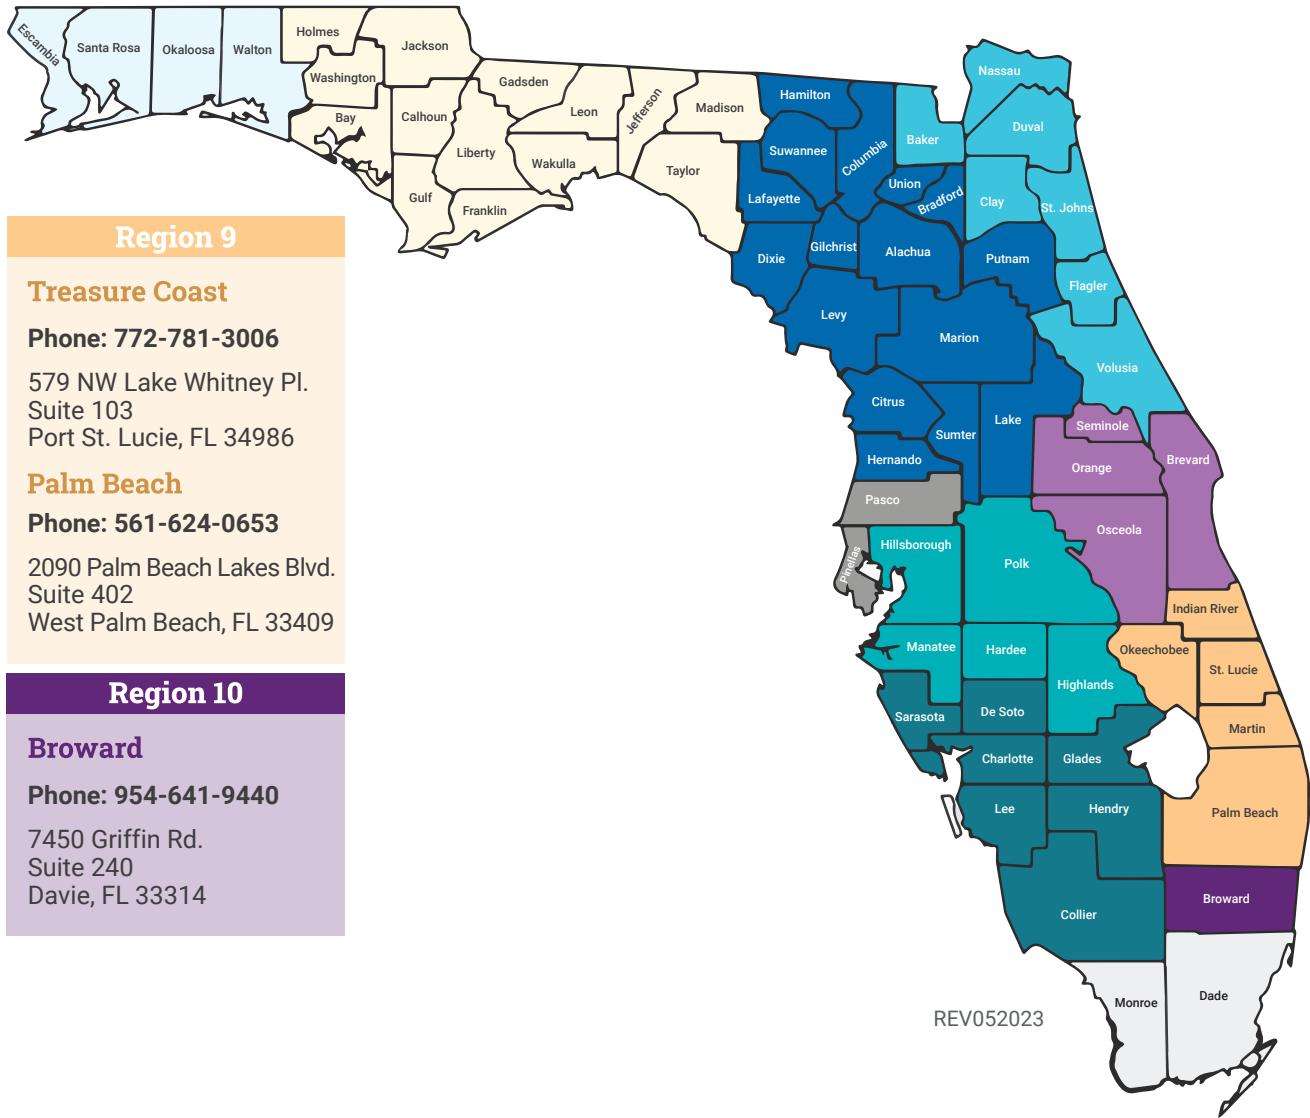 Region 9
Treasure Coast
Phone: 772-781-3006
579 NW Lake Whitney Pl.
Suite 103
Port St. Lucie, FL 34986
Palm Beach
Phone: 561-624-0653
2090 Palm Beach Lakes Blvd.
Suite 402
West Palm Beach, FL 33409
Region 10
Broward
Phone: 954-641-9440
7450 Griffin Rd.
Suite 240
Davie, FL 33314
Escambia
Santa Rosa
Okaloosa
Walton
Holmes
Washington
Jackson
Bay
Calhoun
Gulf
Gadsden
Liberty
Franklin
Leon
Wakulla
Jefferson
Madison
Taylor
Hamilton
Suwannee
Lafayette
Columbia
Baker
Nassau
Duval
Union
Bradford
Clay
St. Johns
Dixie
Gilchrist
Alachua
Putnam
Flagler
Levy
Marion
Volusia
Citrus
Sumter
Lake
Seminole
Orange
Brevard
Hernando
Pasco
Pinellas
Hillsborough
Polk
Osceola
Indian River
Manatee
Hardee
Highlands
Okeechobee
St. Lucie
Sarasota
De Soto
Martin
Charlotte
Glades
Lee
Hendry
Palm Beach
Collier
Broward
Monroe
Dade
REV052023